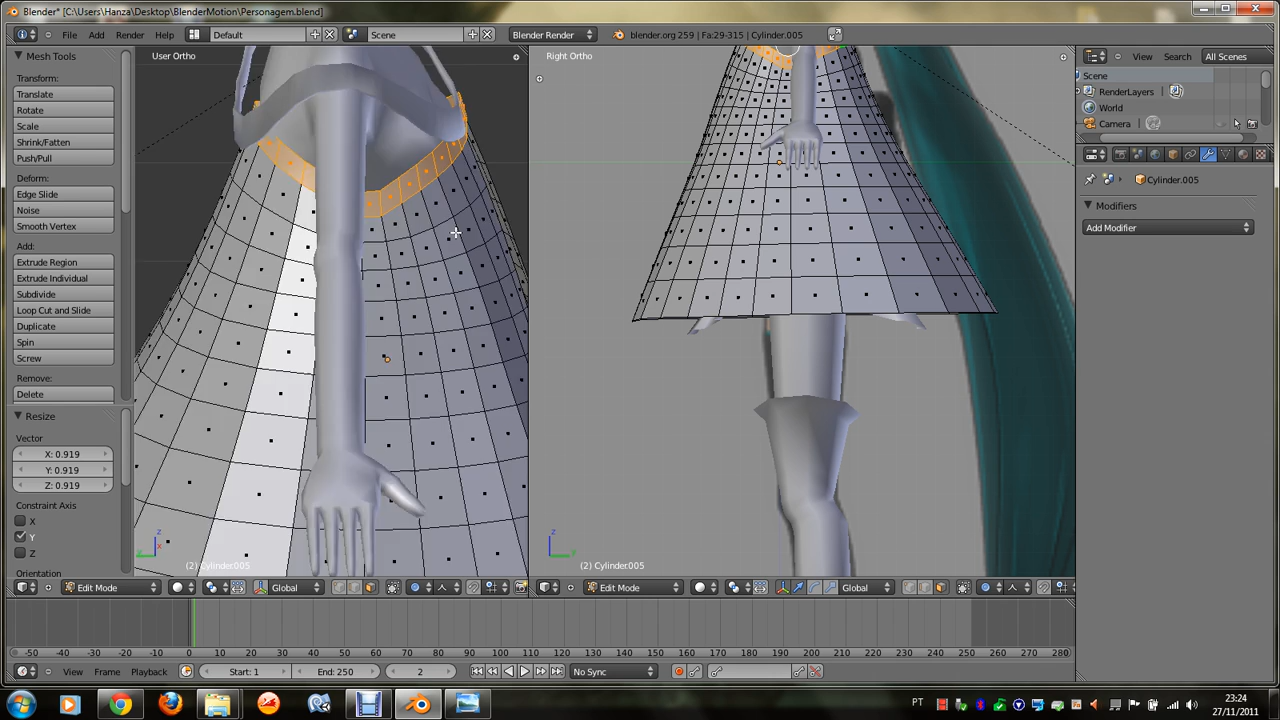 Blender* [C:\Users\Hanza\Desktop\BlenderMotion\Personagem.blend]
File Add Render Help Default Scene Blender Render blender.org 259 | Fa:29-315 | Cylinder.005
Mesh Tools
Transform:
Translate
Rotate
Scale
Shrink/Fatten
Push/Pull
Deform:
Edge Slide
Noise
Smooth Vertex
Add:
Extrude Region
Extrude Individual
Subdivide
Loop Cut and Slide
Duplicate
Spin
Screw
Remove:
Delete
Resize
Vector
X: 0.919
Y: 0.919
Z: 0.919
Constraint Axis
X
Y
Z
Orientation
User Ortho
z
x
(2) Cylinder.005
Edit Mode Global
Right Ortho
z
y
(2) Cylinder.005
Edit Mode Global
View Search All Scenes
Scene
RenderLayers
World
Camera
Cylinder.005
Modifiers
Add Modifier
-50 -40 -30 -20 -10 0 10 20 30 40 50 60 70 80 90 100 110 120 130 140 150 160 170 180 190 200 210 220 230 240 250 260 270 280
View Frame Playback Start: 1 End: 250 2 No Sync
PT
23:24
27/11/2011